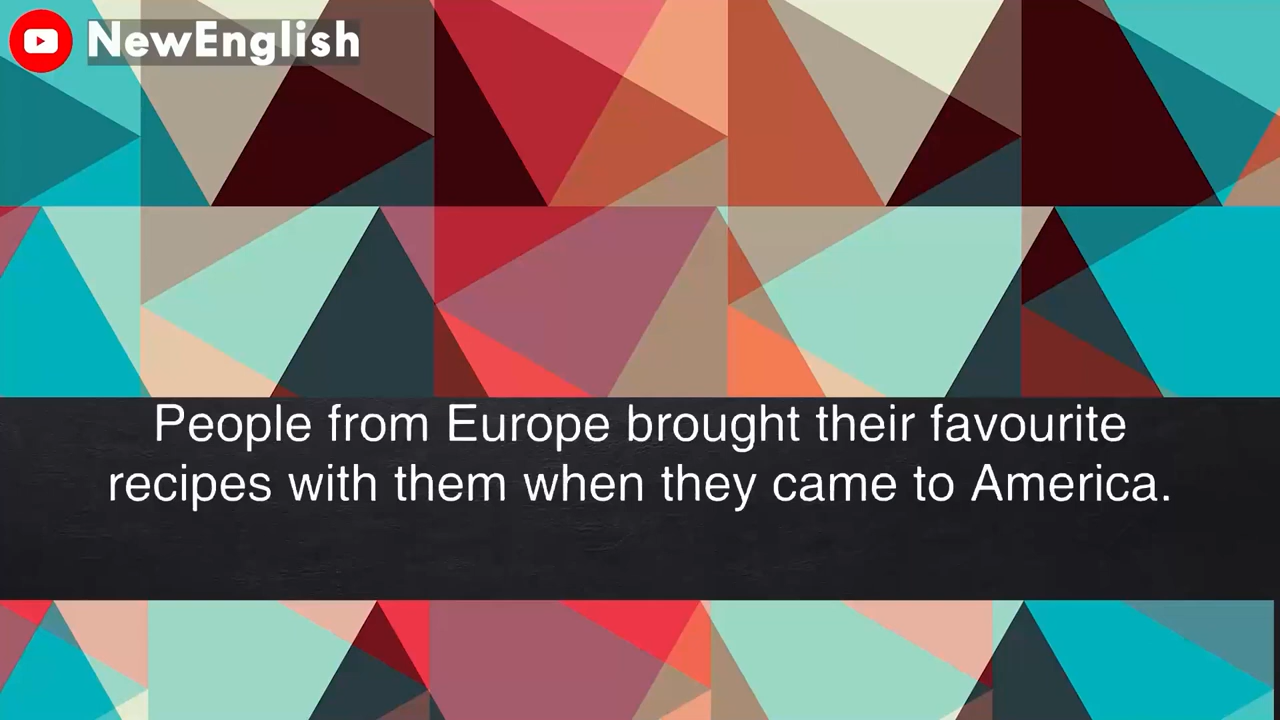 NewEnglish
People from Europe brought their favourite
recipes with them when they came to America.